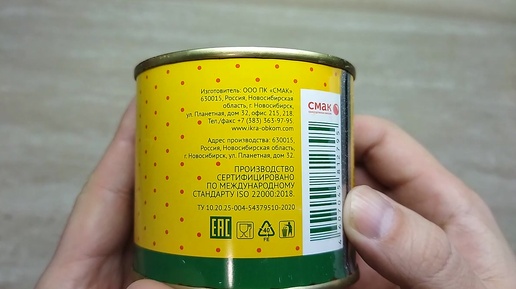 Изготовитель: ООО ПК «СМАК»
630015, Россия, Новосибирская
область, г. Новосибирск,
ул. Планетная, дом 32, офис 215, 218.
Тел./факс +7 (383) 363-97-95,
www.ikra-obkom.com
Адрес производства: 630015,
Россия, Новосибирская область,
г. Новосибирск, ул. Планетная, дом 32.
ПРОИЗВОДСТВО
СЕРТИФИЦИРОВАНО
ПО МЕЖДУНАРОДНОМУ
СТАНДАРТУ ISO 22000:2018.
ТУ 10.20.25-004-54379510-2020
EAC
40
FE
СМАК